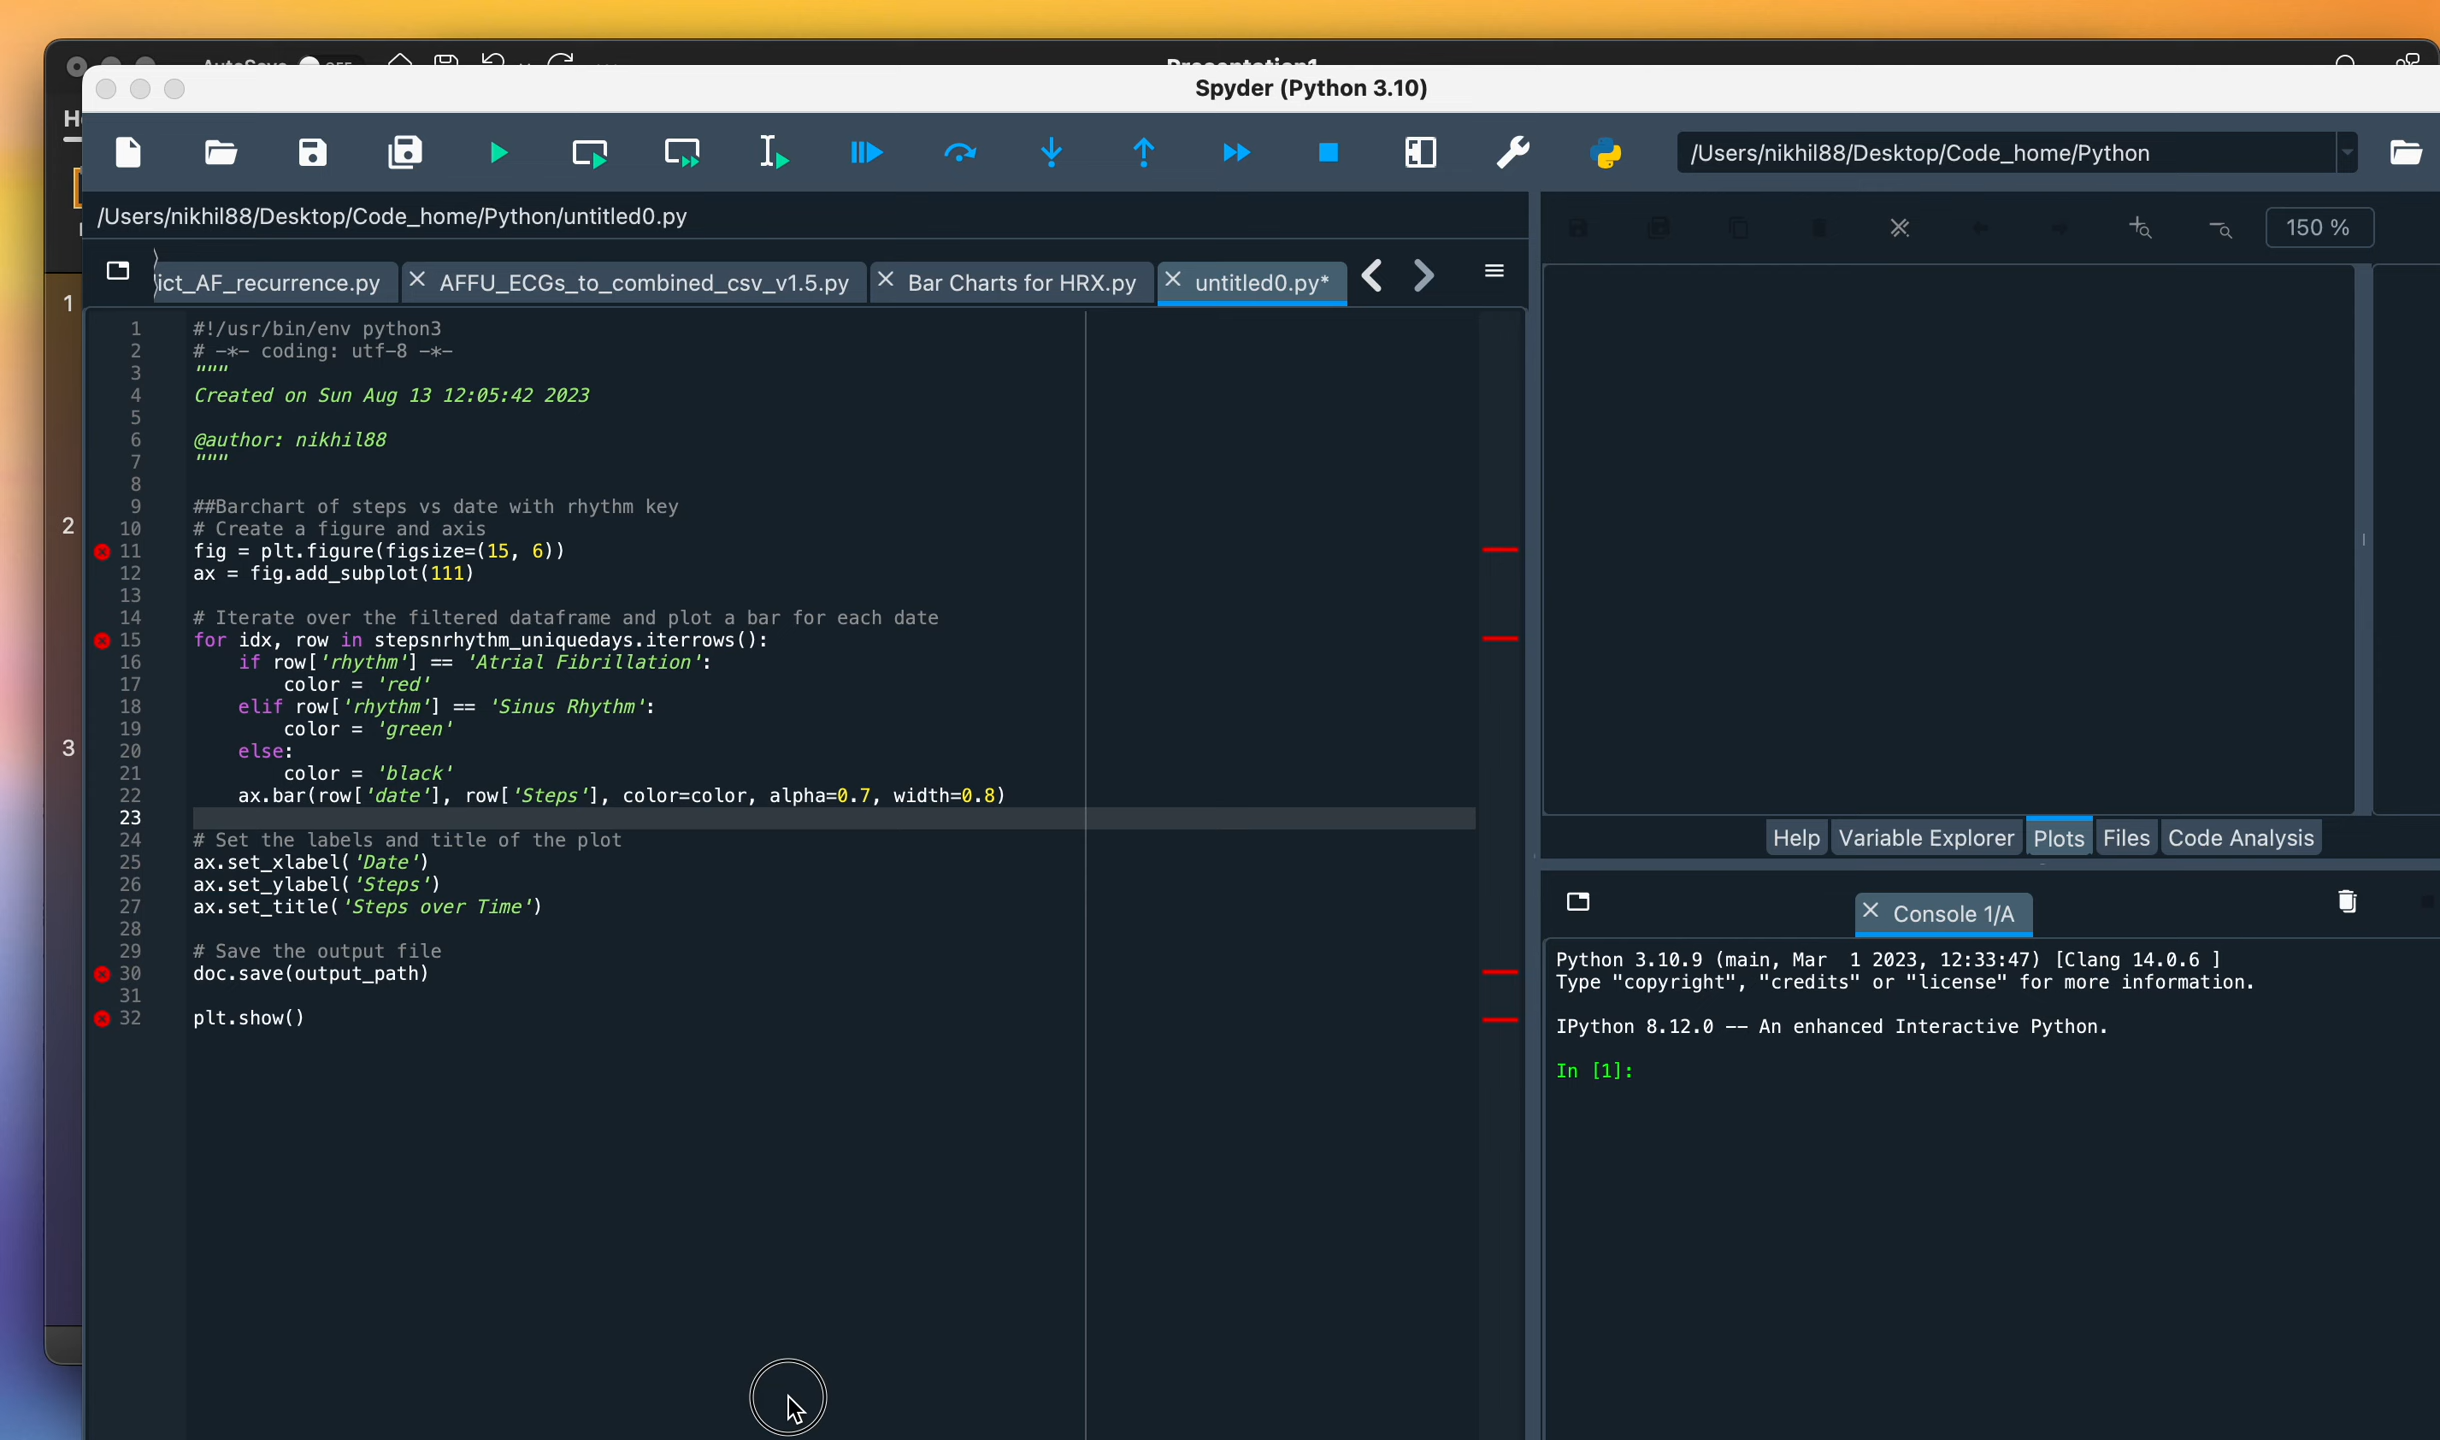 Spyder (Python 3.10)
/Users/nikhil88/Desktop/Code_home/Python
/Users/nikhil88/Desktop/Code_home/Python/untitled0.py
150 %
ict_AF_recurrence.py
AFFU_ECGs_to_combined_csv_v1.5.py
Bar Charts for HRX.py
untitled0.py*
1
2
3
1 #!/usr/bin/env python3
2 # -*- coding: utf-8 -*-
3 """
4 Created on Sun Aug 13 12:05:42 2023
5
6 @author: nikhil88
7 """
8
9 ##Barchart of steps vs date with rhythm key
10 # Create a figure and axis
11 fig = plt.figure(figsize=(15, 6))
12 ax = fig.add_subplot(111)
13
14 # Iterate over the filtered dataframe and plot a bar for each date
15 for idx, row in stepsnrhythm_uniquedays.iterrows():
16     if row['rhythm'] == 'Atrial Fibrillation':
17         color = 'red'
18     elif row['rhythm'] == 'Sinus Rhythm':
19         color = 'green'
20     else:
21         color = 'black'
22     ax.bar(row['date'], row['Steps'], color=color, alpha=0.7, width=0.8)
23
24 # Set the labels and title of the plot
25 ax.set_xlabel('Date')
26 ax.set_ylabel('Steps')
27 ax.set_title('Steps over Time')
28
29 # Save the output file
30 doc.save(output_path)
31
32 plt.show()
Help Variable Explorer Plots Files Code Analysis
Console 1/A
Python 3.10.9 (main, Mar  1 2023, 12:33:47) [Clang 14.0.6 ]
Type "copyright", "credits" or "license" for more information.
IPython 8.12.0 -- An enhanced Interactive Python.
In [1]: